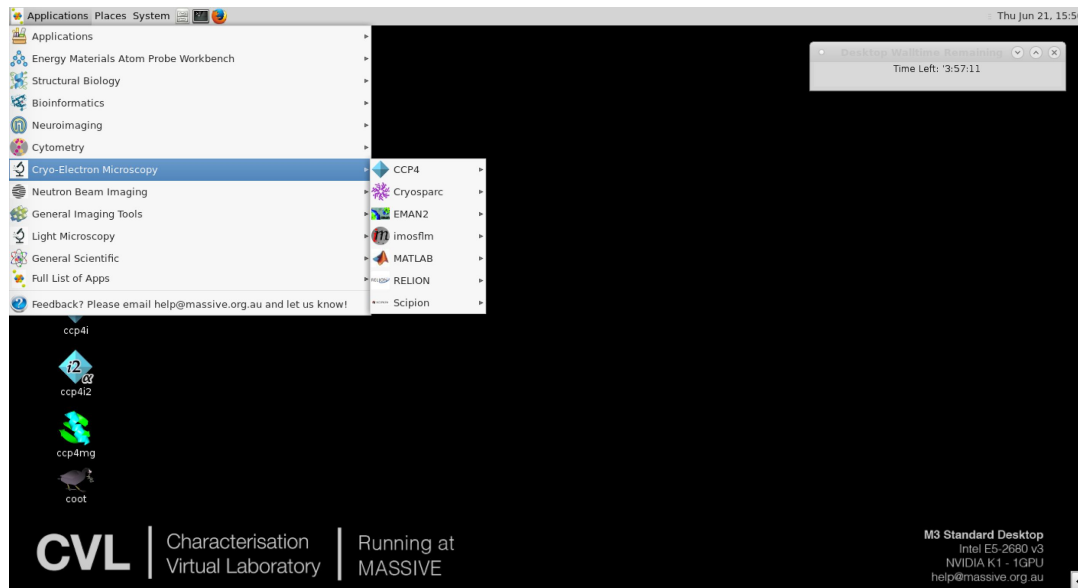 Applications Places System
Thu Jun 21, 15:5
Applications
Energy Materials Atom Probe Workbench
Structural Biology
Bioinformatics
Neuroimaging
Cytometry
Cryo-Electron Microscopy
Neutron Beam Imaging
General Imaging Tools
Light Microscopy
General Scientific
Full List of Apps
Feedback? Please email help@massive.org.au and let us know!
CCP4
Cryosparc
EMAN2
imosflm
MATLAB
RELION
Scipion
Desktop Walltime Remaining
Time Left: '3:57:11
ccp4i
i2
ccp4i2
ccp4mg
coot
CVL
Characterisation
Virtual Laboratory
Running at
MASSIVE
M3 Standard Desktop
Intel E5-2680 v3
NVIDIA K1 - 1GPU
help@massive.org.au